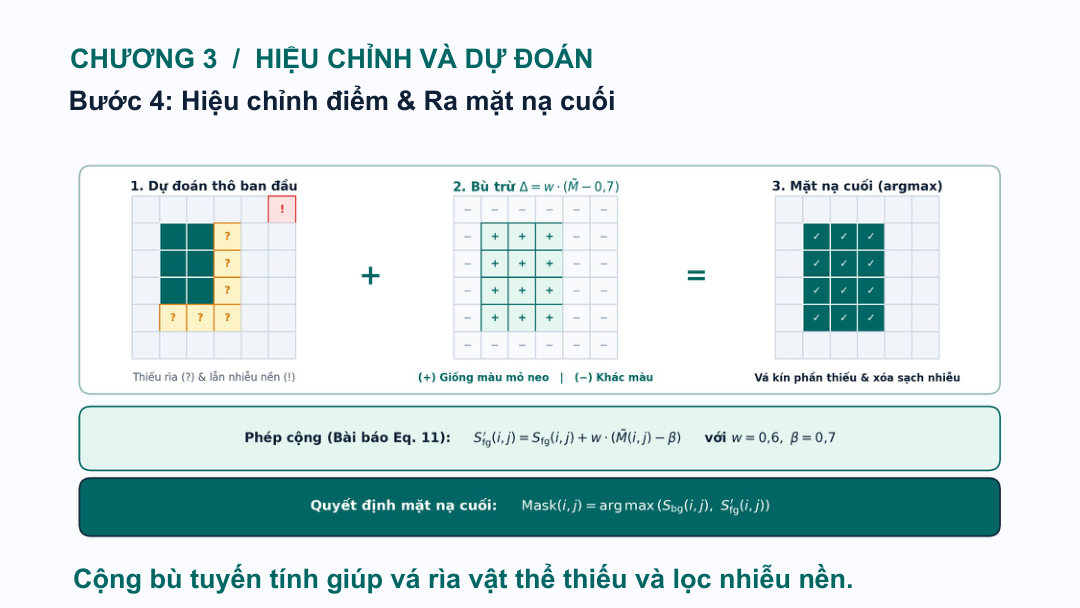 CHƯƠNG 3 / HIỆU CHỈNH VÀ DỰ ĐOÁN
Bước 4: Hiệu chỉnh điểm & Ra mặt nạ cuối
1. Dự đoán thô ban đầu
!
?
?
?
? ? ?
Thiếu rìa (?) & lẫn nhiễu nền (!)
+
2. Bù trừ Δ = w · (M̃ − 0,7)
− − − − − −
− + + + − −
− + + + − −
− + + + − −
− + + + − −
− − − − − −
(+) Giống màu mỏ neo | (−) Khác màu
=
3. Mặt nạ cuối (argmax)
✓ ✓ ✓
✓ ✓ ✓
✓ ✓ ✓
✓ ✓ ✓
Vá kín phần thiếu & xóa sạch nhiễu
Phép cộng (Bài báo Eq. 11): S′fg(i, j) = Sfg(i, j) + w · (M̃(i, j) − β) với w = 0,6, β = 0,7
Quyết định mặt nạ cuối: Mask(i, j) = arg max (Sbg(i, j), S′fg(i, j))
Cộng bù tuyến tính giúp vá rìa vật thể thiếu và lọc nhiễu nền.